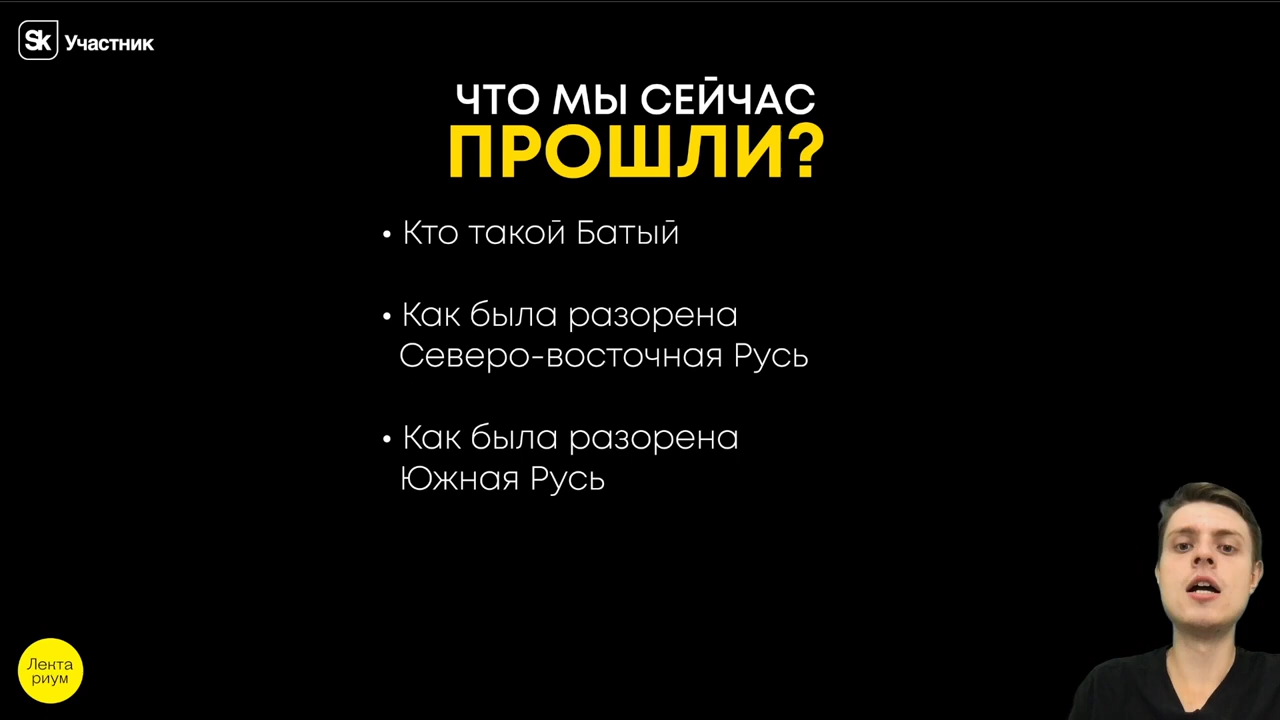 Sk Участник
ЧТО МЫ СЕЙЧАС
ПРОШЛИ?
• Кто такой Батый
• Как была разорена
Северо-восточная Русь
• Как была разорена
Южная Русь
Лекта
риум